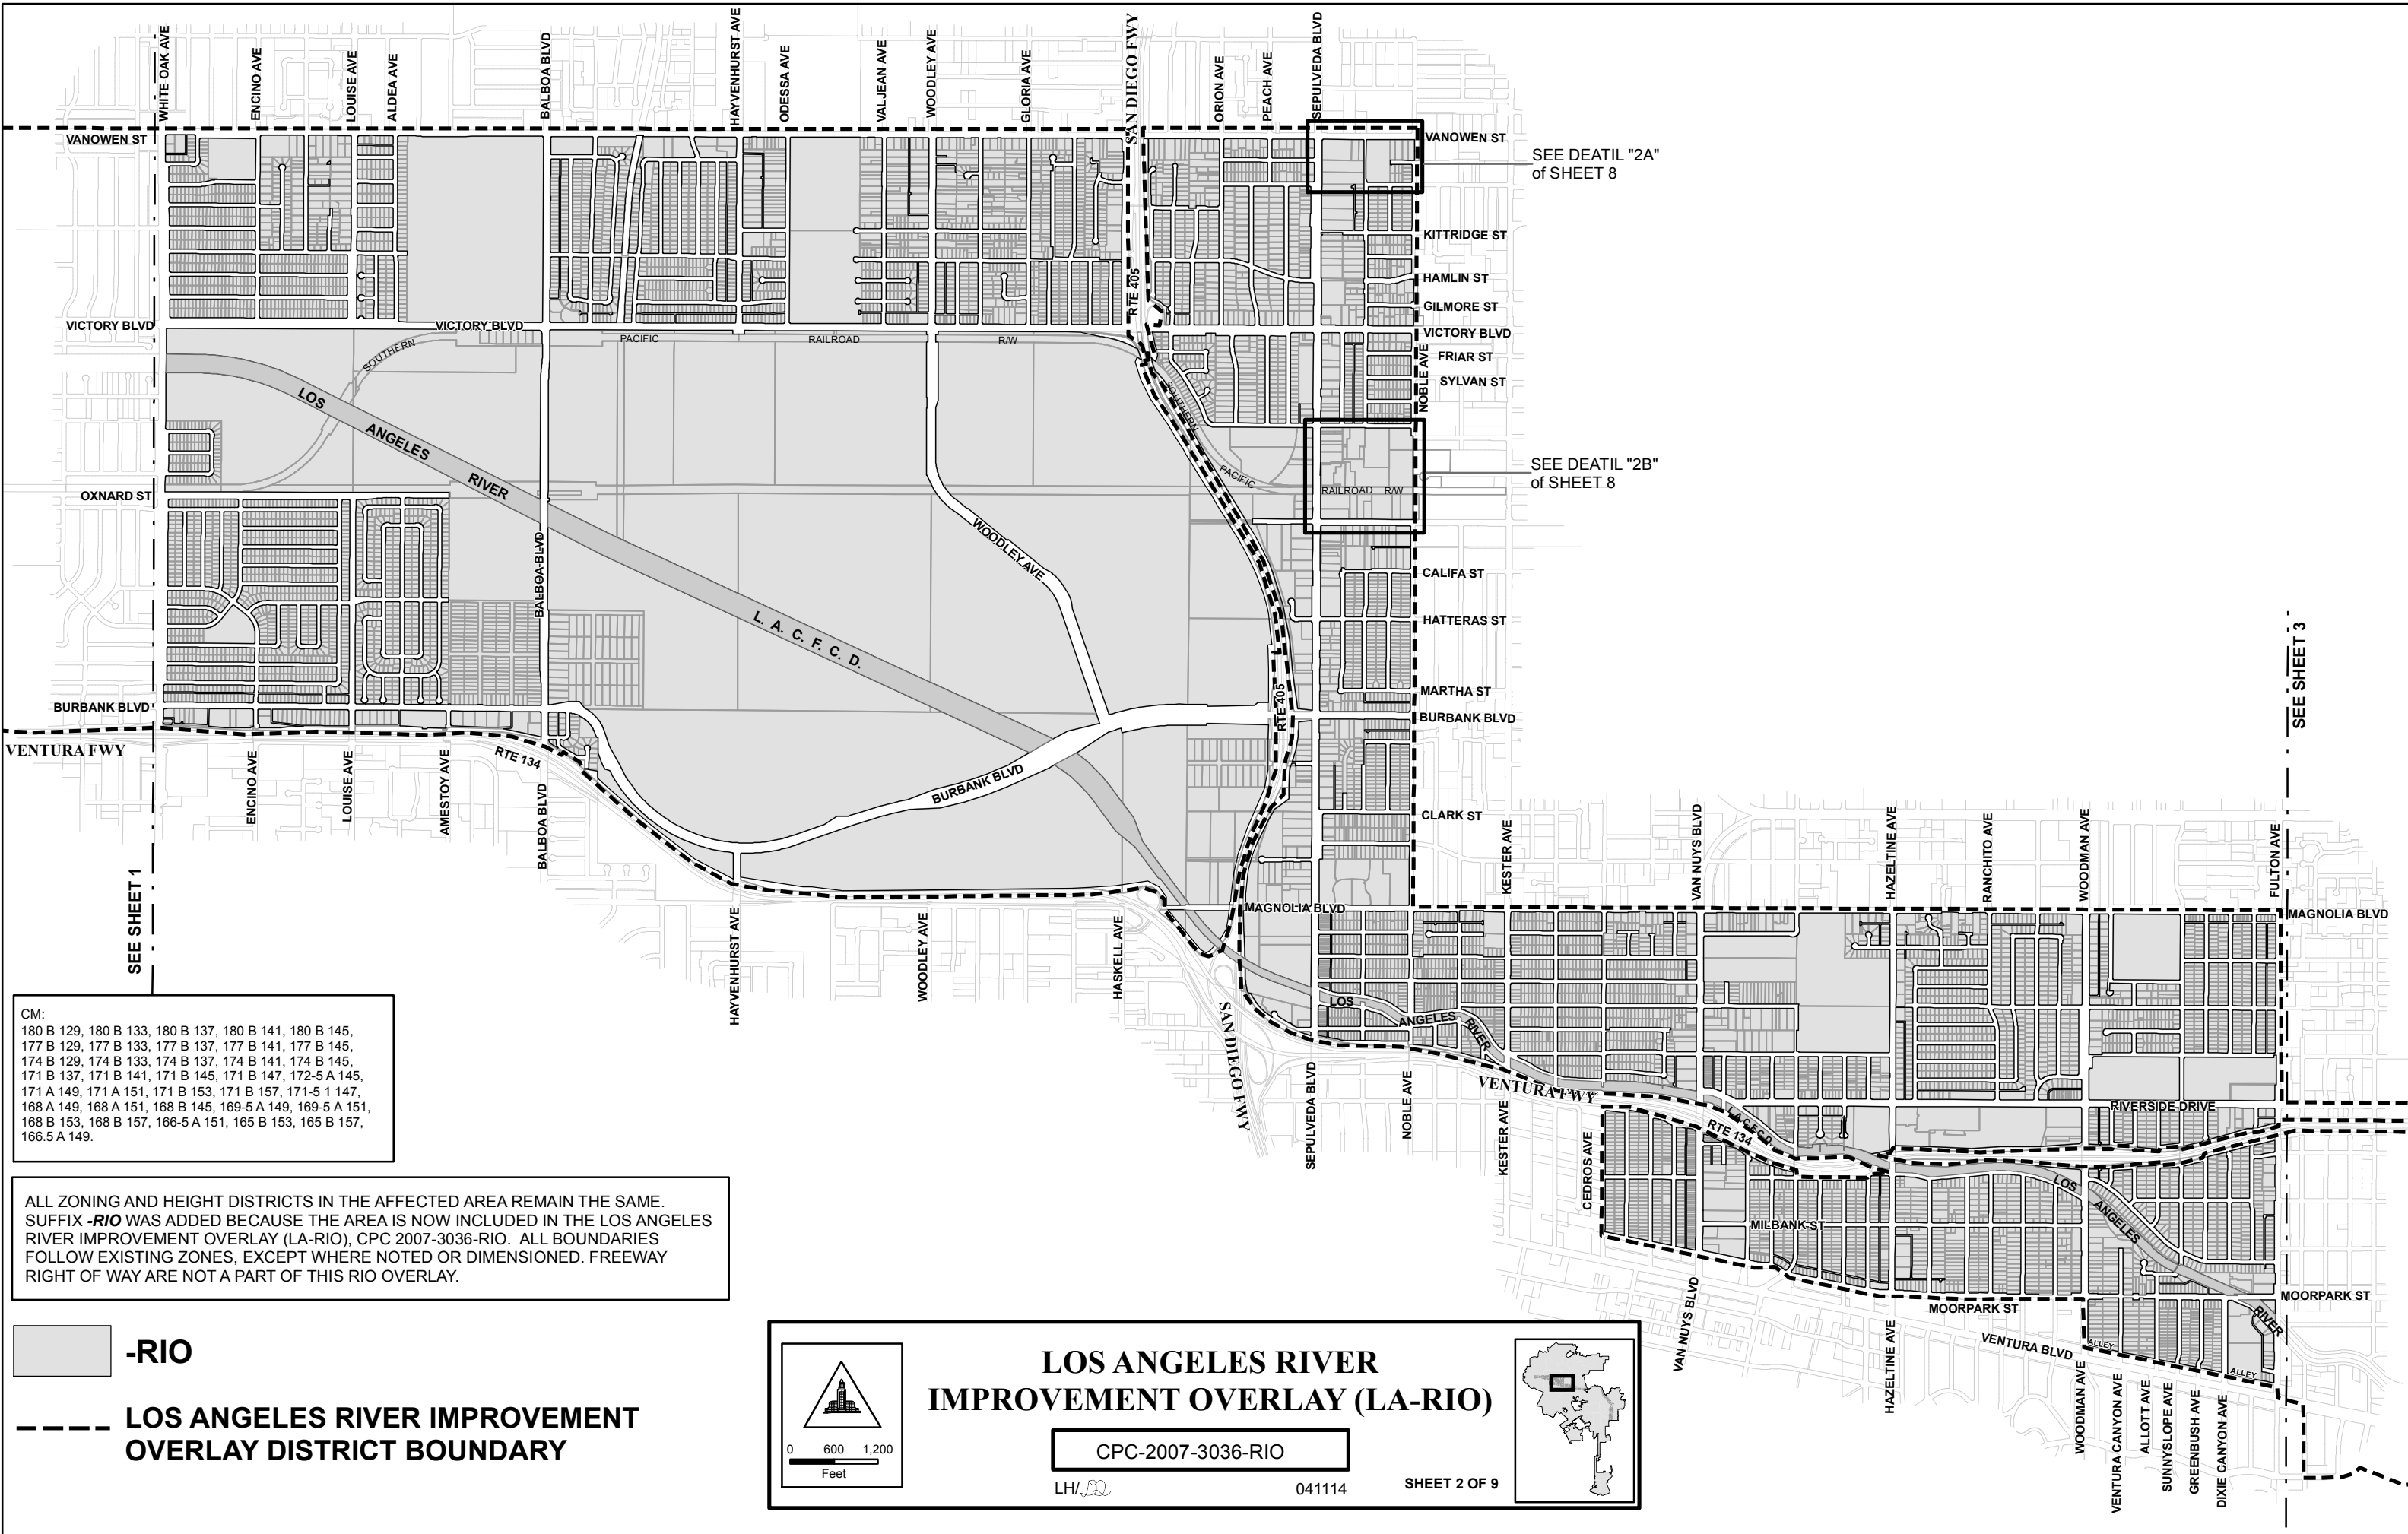 WHITE OAK AVE
ENCINO AVE
LOUISE AVE
ALDEA AVE
BALBOA BLVD
HAYVENHURST AVE
ODESSA AVE
VALJEAN AVE
WOODLEY AVE
GLORIA AVE
SAN DIEGO FWY
ORION AVE
PEACH AVE
SEPULVEDA BLVD
VANOWEN ST
VANOWEN ST
SEE DEATIL "2A"
of SHEET 8
KITTRIDGE ST
HAMLIN ST
GILMORE ST
RTE 405
VICTORY BLVD
VICTORY BLVD
VICTORY BLVD
SOUTHERN
PACIFIC
RAILROAD
R/W
FRIAR ST
SYLVAN ST
NOBLE AVE
SOUTHERN
PACIFIC
RAILROAD R/W
SEE DEATIL "2B"
of SHEET 8
LOS
ANGELES
RIVER
L. A. C. F. C. D.
OXNARD ST
BALBOA BLVD
WOODLEY AVE
CALIFA ST
HATTERAS ST
MARTHA ST
BURBANK BLVD
BURBANK BLVD
BURBANK BLVD
RTE 405
VENTURA FWY
RTE 134
CLARK ST
ENCINO AVE
LOUISE AVE
AMESTOY AVE
BALBOA BLVD
HAYVENHURST AVE
WOODLEY AVE
HASKELL AVE
SAN DIEGO FWY
MAGNOLIA BLVD
KESTER AVE
VAN NUYS BLVD
HAZELTINE AVE
RANCHITO AVE
WOODMAN AVE
FULTON AVE
MAGNOLIA BLVD
SEE SHEET 1
SEE SHEET 3
LOS
ANGELES
RIVER
SEPULVEDA BLVD
NOBLE AVE
KESTER AVE
VENTURA FWY
CEDROS AVE
L.A.C.F.C.D.
RTE 134
RIVERSIDE DRIVE
LOS
ANGELES
RIVER
MILBANK ST
MOORPARK ST
MOORPARK ST
VAN NUYS BLVD
HAZELTINE AVE
VENTURA BLVD
ALLEY
ALLEY
WOODMAN AVE
VENTURA CANYON AVE
ALLOTT AVE
SUNNYSLOPE AVE
GREENBUSH AVE
DIXIE CANYON AVE
CM:
180 B 129, 180 B 133, 180 B 137, 180 B 141, 180 B 145,
177 B 129, 177 B 133, 177 B 137, 177 B 141, 177 B 145,
174 B 129, 174 B 133, 174 B 137, 174 B 141, 174 B 145,
171 B 137, 171 B 141, 171 B 145, 171 B 147, 172-5 A 145,
171 A 149, 171 A 151, 171 B 153, 171 B 157, 171-5 1 147,
168 A 149, 168 A 151, 168 B 145, 169-5 A 149, 169-5 A 151,
168 B 153, 168 B 157, 166-5 A 151, 165 B 153, 165 B 157,
166.5 A 149.
ALL ZONING AND HEIGHT DISTRICTS IN THE AFFECTED AREA REMAIN THE SAME.
SUFFIX -RIO WAS ADDED BECAUSE THE AREA IS NOW INCLUDED IN THE LOS ANGELES
RIVER IMPROVEMENT OVERLAY (LA-RIO), CPC 2007-3036-RIO. ALL BOUNDARIES
FOLLOW EXISTING ZONES, EXCEPT WHERE NOTED OR DIMENSIONED. FREEWAY
RIGHT OF WAY ARE NOT A PART OF THIS RIO OVERLAY.
-RIO
LOS ANGELES RIVER IMPROVEMENT
OVERLAY DISTRICT BOUNDARY
0 600 1,200
Feet
LOS ANGELES RIVER
IMPROVEMENT OVERLAY (LA-RIO)
CPC-2007-3036-RIO
LH/
041114
SHEET 2 OF 9